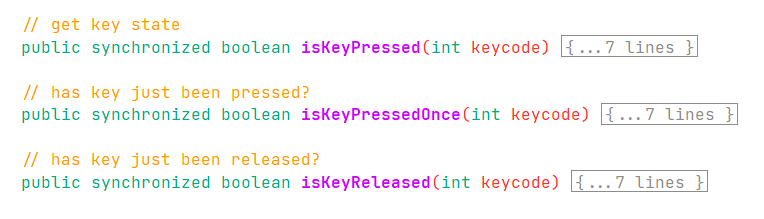 // get key state
public synchronized boolean isKeyPressed(int keycode) {...7 lines }
// has key just been pressed?
public synchronized boolean isKeyPressedOnce(int keycode) {...7 lines }
// has key just been released?
public synchronized boolean isKeyReleased(int keycode) {...7 lines }